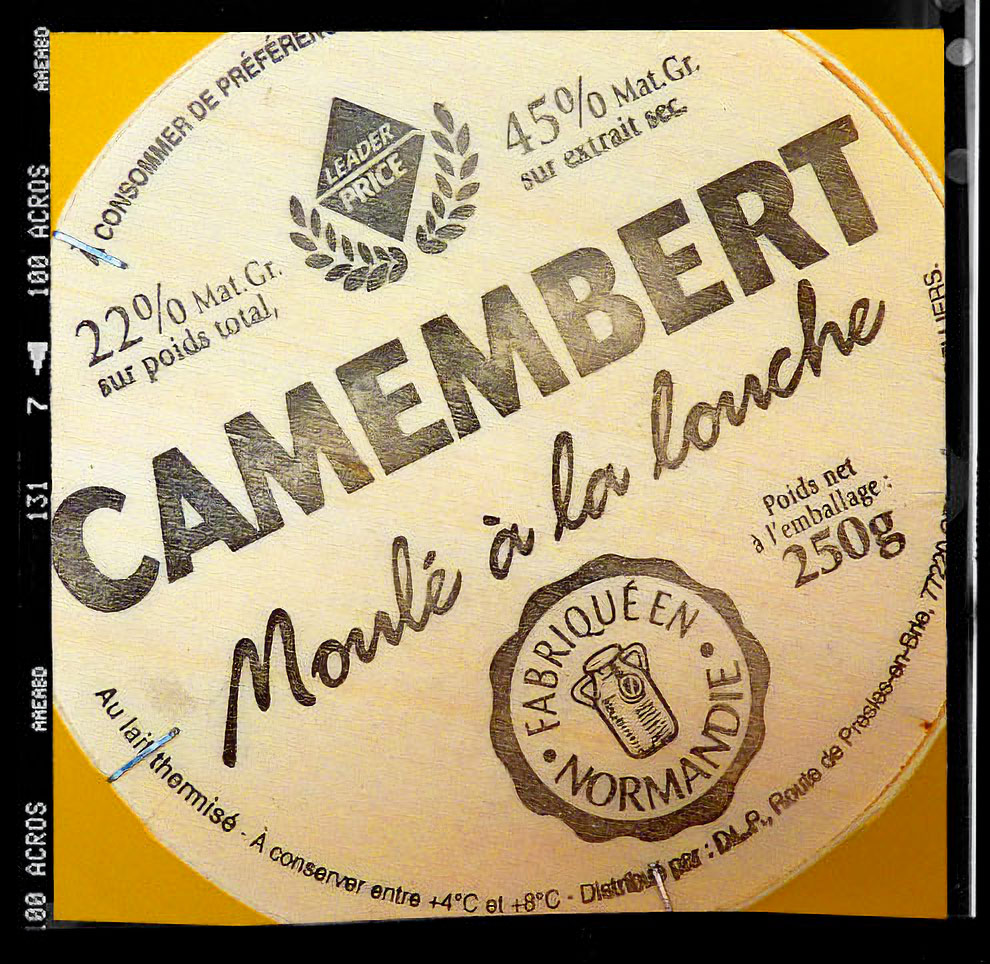 CONSOMMER DE PRÉFÉREN
LEADER
PRICE
45% Mat.Gr.
sur extrait sec.
22% Mat.Gr.
sur poids total,
CAMEMBERT
Moulé à la louche
Poids net
à l'emballage :
250g
FABRIQUÉ EN
NORMANDIE
Au lait thermisé - À conserver entre +4°C et +8°C - Distribué par : D.L.P., Route de Presles-en-Brie, 77220
LLIERS.
100 ACROS
7
131
100 ACROS